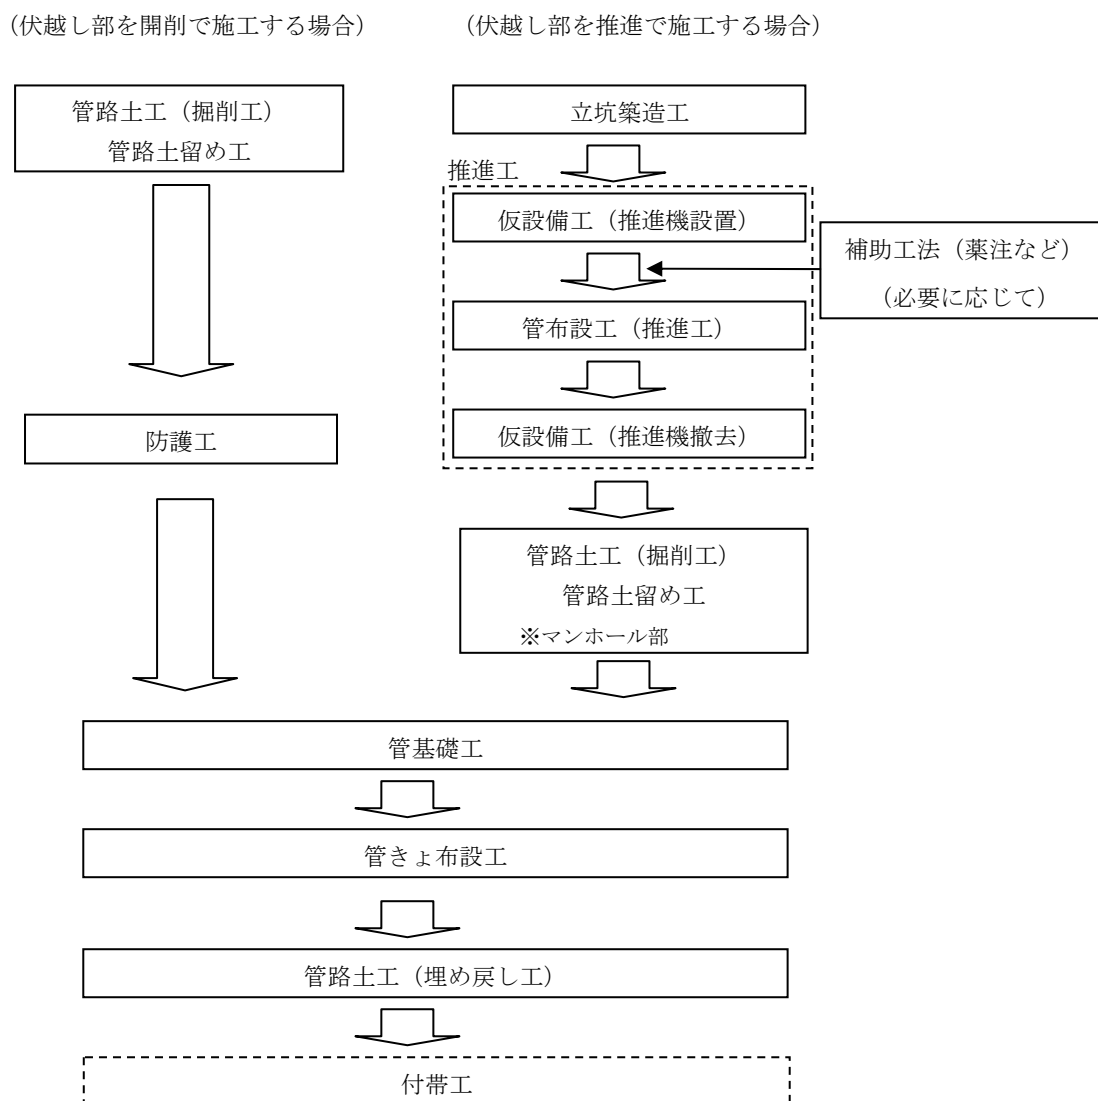 （伏越し部を開削で施工する場合）
（伏越し部を推進で施工する場合）
管路土工（掘削工）
管路土留め工
防護工
立坑築造工
推進工
仮設備工（推進機設置）
補助工法（薬注など）
（必要に応じて）
管布設工（推進工）
仮設備工（推進機撤去）
管路土工（掘削工）
管路土留め工
※マンホール部
管基礎工
管きょ布設工
管路土工（埋め戻し工）
付帯工